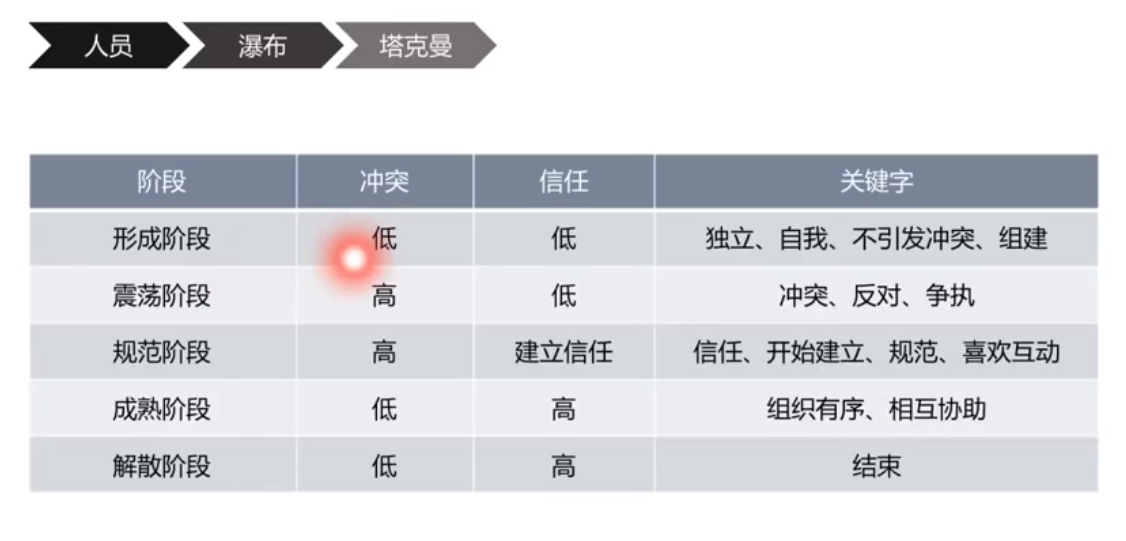 人员 瀑布 塔克曼
阶段 冲突 信任 关键字
形成阶段 低 低 独立、自我、不引发冲突、组建
震荡阶段 高 低 冲突、反对、争执
规范阶段 高 建立信任 信任、开始建立、规范、喜欢互动
成熟阶段 低 高 组织有序、相互协助
解散阶段 低 高 结束